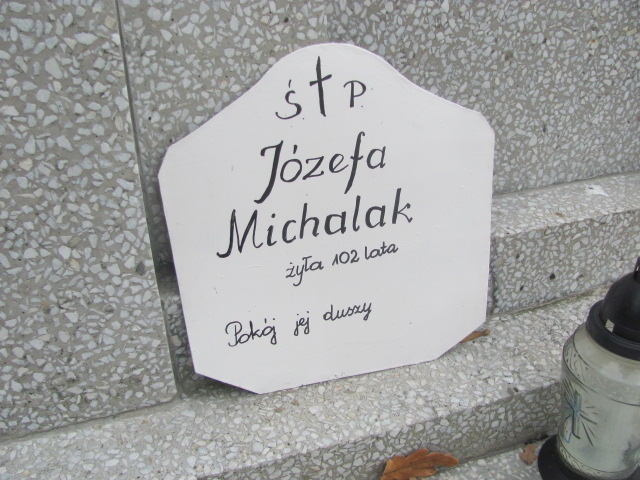 Ś † P.
Józefa
Michalak
żyła 102 lata
Pokój jej duszy